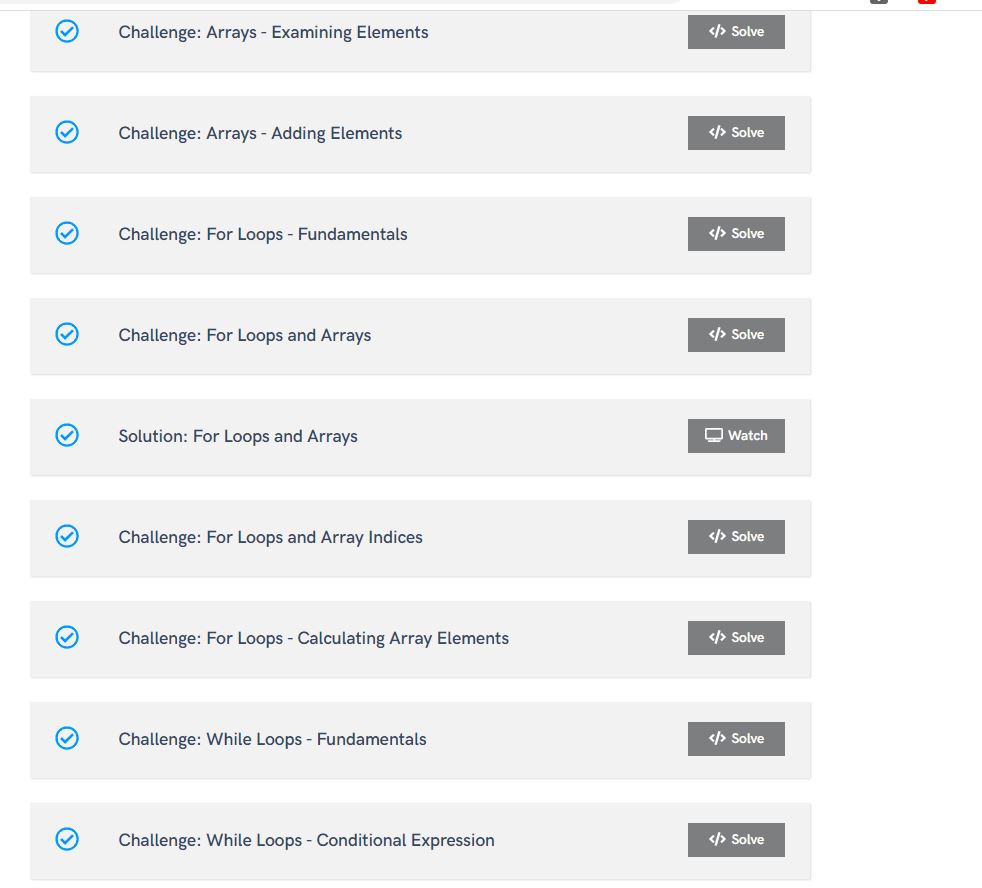 Challenge: Arrays - Examining Elements
</> Solve
Challenge: Arrays - Adding Elements
</> Solve
Challenge: For Loops - Fundamentals
</> Solve
Challenge: For Loops and Arrays
</> Solve
Solution: For Loops and Arrays
Watch
Challenge: For Loops and Array Indices
</> Solve
Challenge: For Loops - Calculating Array Elements
</> Solve
Challenge: While Loops - Fundamentals
</> Solve
Challenge: While Loops - Conditional Expression
</> Solve